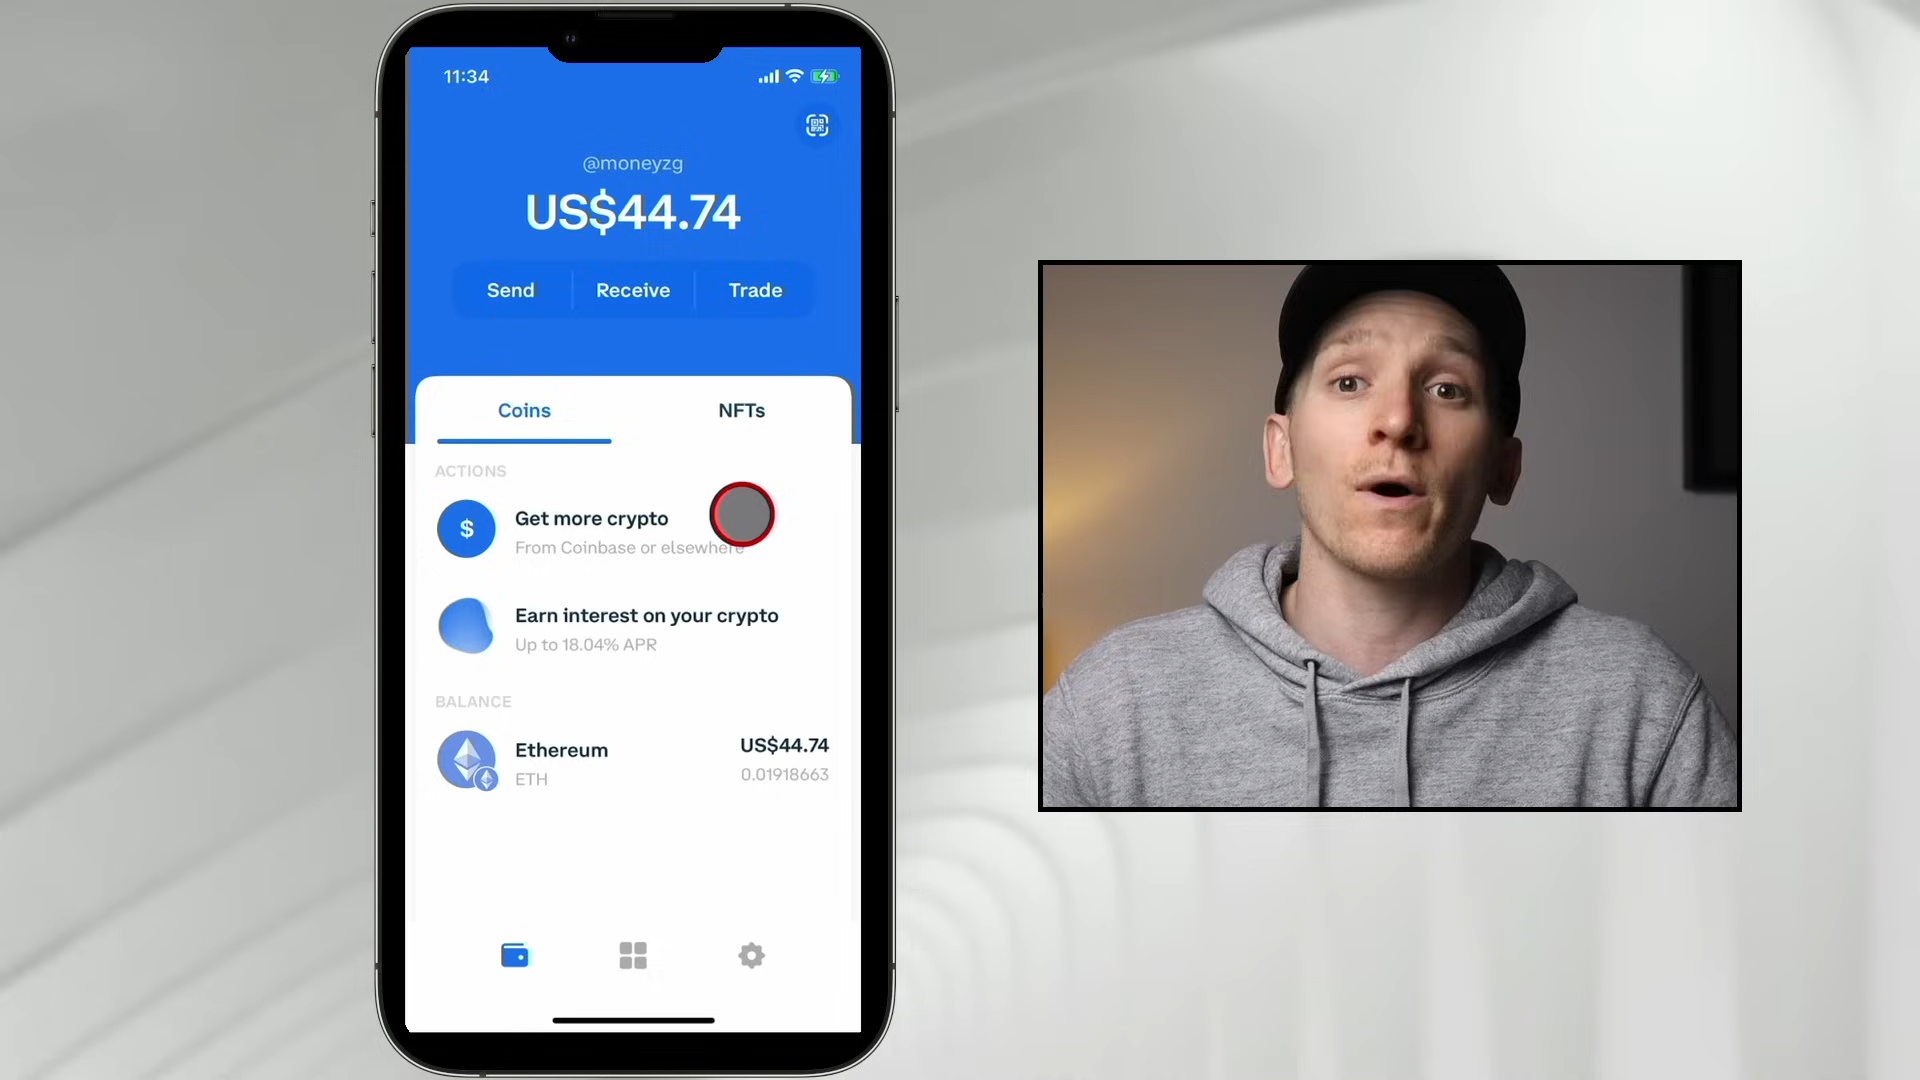 11:34
@moneyzg
US$44.74
Send Receive Trade
Coins NFTs
ACTIONS
$
Get more crypto
From Coinbase or elsewhere
Earn interest on your crypto
Up to 18.04% APR
BALANCE
Ethereum US$44.74
ETH 0.01918663